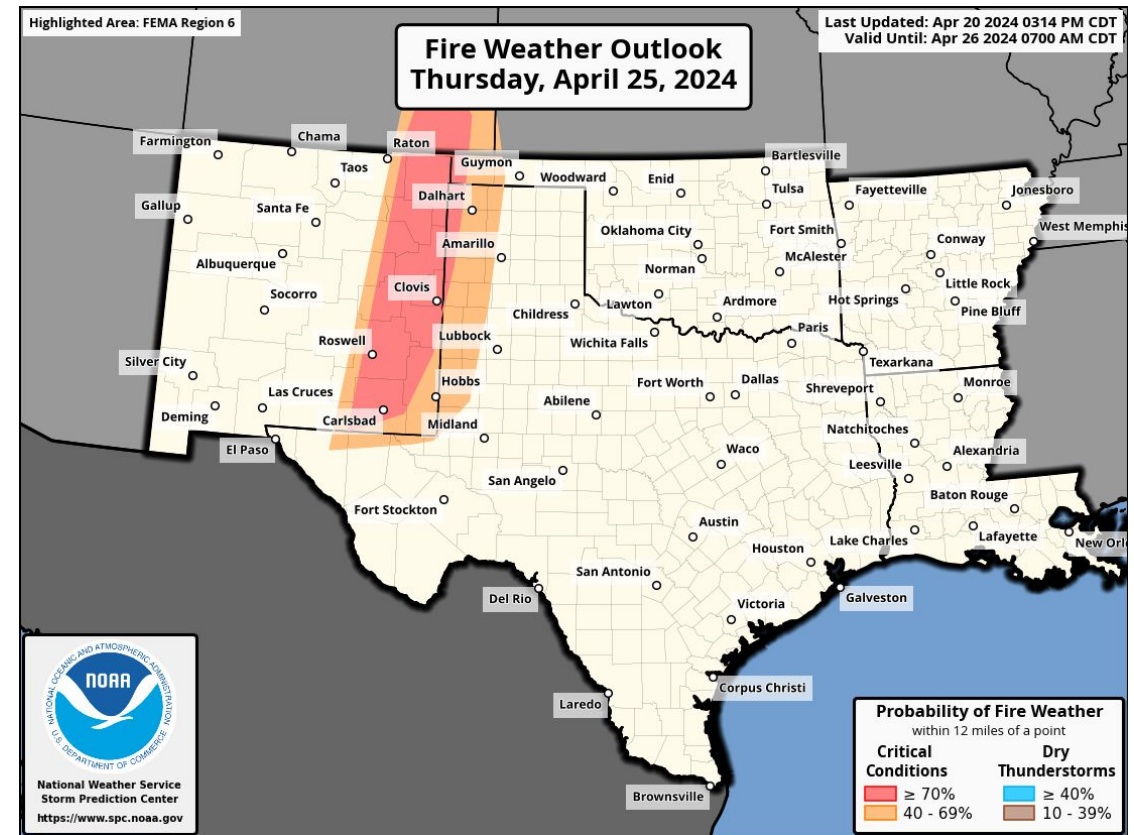 Highlighted Area: FEMA Region 6
Fire Weather Outlook
Thursday, April 25, 2024
Last Updated: Apr 20 2024 0314 PM CDT
Valid Until: Apr 26 2024 0700 AM CDT
Farmington
Chama
Raton
Taos
Guymon
Woodward
Enid
Bartlesville
Tulsa
Fayetteville
Jonesboro
Gallup
Santa Fe
Dalhart
Amarillo
Oklahoma City
Fort Smith
West Memphis
Conway
Albuquerque
Norman
McAlester
Little Rock
Socorro
Clovis
Childress
Lawton
Ardmore
Hot Springs
Pine Bluff
Roswell
Lubbock
Wichita Falls
Paris
Silver City
Texarkana
Las Cruces
Hobbs
Fort Worth
Dallas
Shreveport
Monroe
Deming
Carlsbad
Midland
Abilene
Natchitoches
El Paso
Waco
Alexandria
San Angelo
Leesville
Baton Rouge
Fort Stockton
Austin
Houston
Lake Charles
Lafayette
New Orl
San Antonio
Del Rio
Galveston
Victoria
Corpus Christi
Laredo
Brownsville
NATIONAL OCEANIC AND ATMOSPHERIC ADMINISTRATION
NOAA
U.S. DEPARTMENT OF COMMERCE
National Weather Service
Storm Prediction Center
https://www.spc.noaa.gov
Probability of Fire Weather
within 12 miles of a point
Critical Conditions
≥ 70%
40 - 69%
Dry Thunderstorms
≥ 40%
10 - 39%